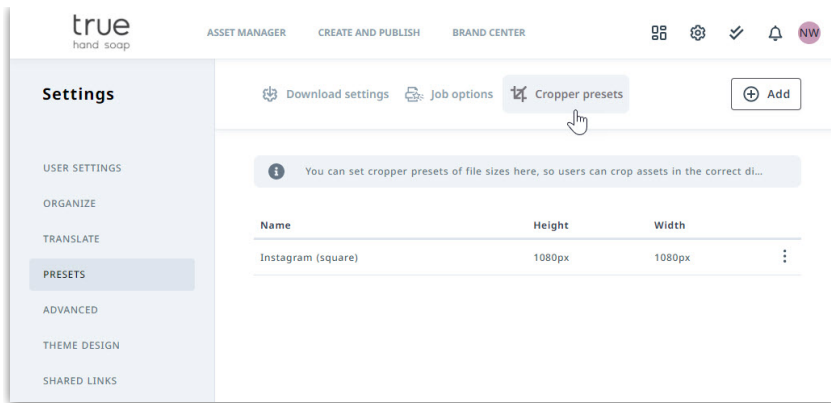 true
hand soap
ASSET MANAGER CREATE AND PUBLISH BRAND CENTER NW
Settings
Download settings Job options Cropper presets Add
USER SETTINGS
ORGANIZE
TRANSLATE
PRESETS
ADVANCED
THEME DESIGN
SHARED LINKS
You can set cropper presets of file sizes here, so users can crop assets in the correct di...
Name Height Width
Instagram (square) 1080px 1080px